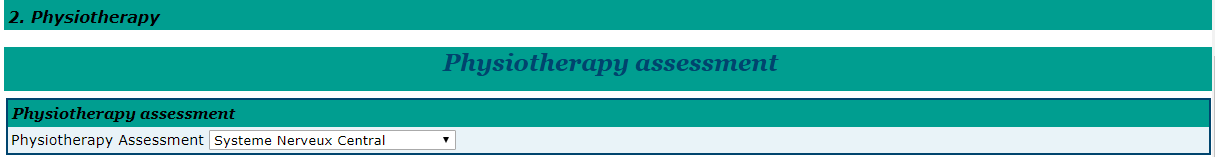 2. Physiotherapy
Physiotherapy assessment
Physiotherapy assessment
Physiotherapy Assessment Systeme Nerveux Central